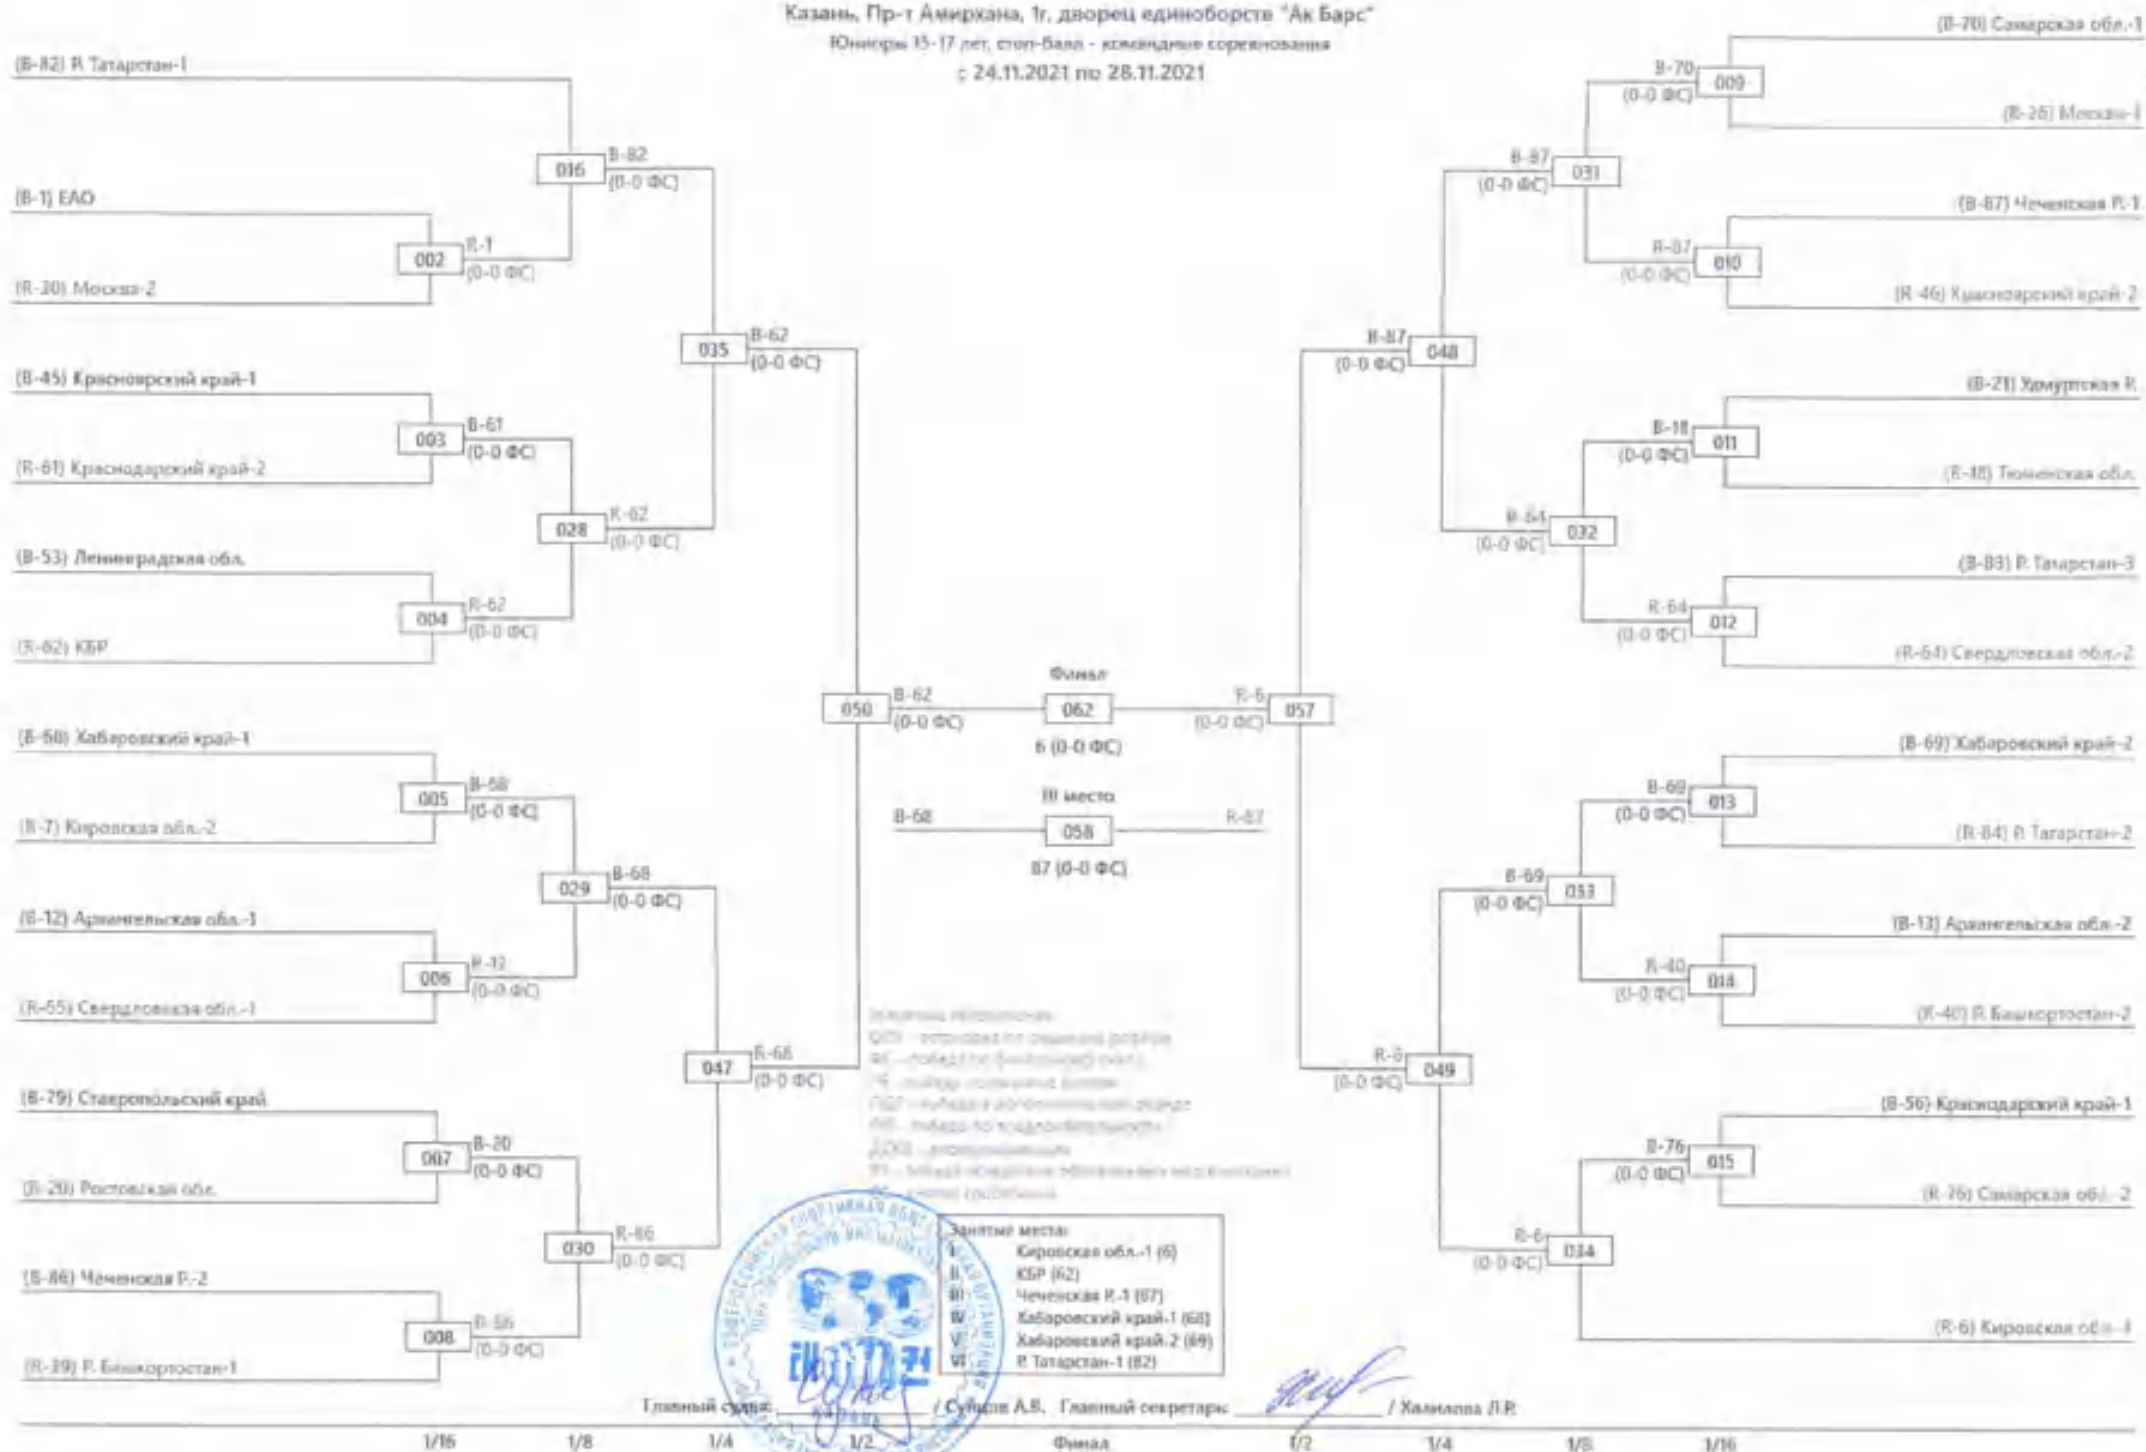 Казань, Пр-т Амирхана, 1г, дворец единоборств "Ак Барс"
Юниоры 15-17 лет, стоп-балл - командные соревнования
с 24.11.2021 по 28.11.2021
(B-82) Р. Татарстан-1
016
B-82
(0-0 ФС)
(B-1) ЕАО
002
R-1
(0-0 ФС)
(R-30) Москва-2
035
B-62
(0-0 ФС)
(B-45) Красноярский край-1
003
B-61
(0-0 ФС)
(R-61) Краснодарский край-2
028
R-62
(0-0 ФС)
(B-53) Ленинградская обл.
004
R-62
(0-0 ФС)
(R-62) КБР
050
B-62
(0-0 ФС)
(B-68) Хабаровский край-1
005
B-68
(0-0 ФС)
(R-7) Кировская обл.-2
029
B-68
(0-0 ФС)
(B-12) Архангельская обл.-1
006
R-12
(0-0 ФС)
(R-65) Свердловская обл.-1
047
R-68
(0-0 ФС)
(B-79) Ставропольский край
007
B-20
(0-0 ФС)
(R-20) Ростовская обл.
030
R-86
(0-0 ФС)
(B-86) Чеченская Р.-2
008
(0-0 ФС)
(R-39) Р. Башкортостан-1
Финал
062
6 (0-0 ФС)
III место
B-68
058
R-87
87 (0-0 ФС)
(B-70) Самарская обл.-1
B-70
(0-0 ФС)
009
(R-26) Москва-1
B-87
(0-0 ФС)
031
(B-87) Чеченская Р.-1
R-87
(0-0 ФС)
010
(R-46) Красноярский край-2
B-87
(0-0 ФС)
048
(B-21) Удмуртская Р.
(0-0 ФС)
011
Тюменская обл.
R-64
(0-0 ФС)
032
Р. Татарстан-3
R-64
(0-0 ФС)
012
(R-64) Свердловская обл.-2
R-6
(0-0 ФС)
057
(B-69) Хабаровский край-2
B-69
(0-0 ФС)
013
(R-84) Р. Татарстан-2
B-69
(0-0 ФС)
033
(B-13) Архангельская обл.-2
R-40
(0-0 ФС)
014
(R-40) Р. Башкортостан-2
R-6
(0-0 ФС)
049
(B-56) Краснодарский край-1
B-76
(0-0 ФС)
015
(R-76) Самарская обл.-2
R-6
(0-0 ФС)
034
(R-6) Кировская обл.-1
Занятые места:
I Кировская обл.-1 (6)
II КБР (62)
III Чеченская Р.-1 (87)
IV Хабаровский край-1 (68)
V Хабаровский край-2 (69)
VI Р. Татарстан-1 (82)
Главный судья: / Суйцов А.В. Главный секретарь: / Халилова Л.Р.
1/16 1/8 1/4 1/2 Финал 1/2 1/4 1/8 1/16